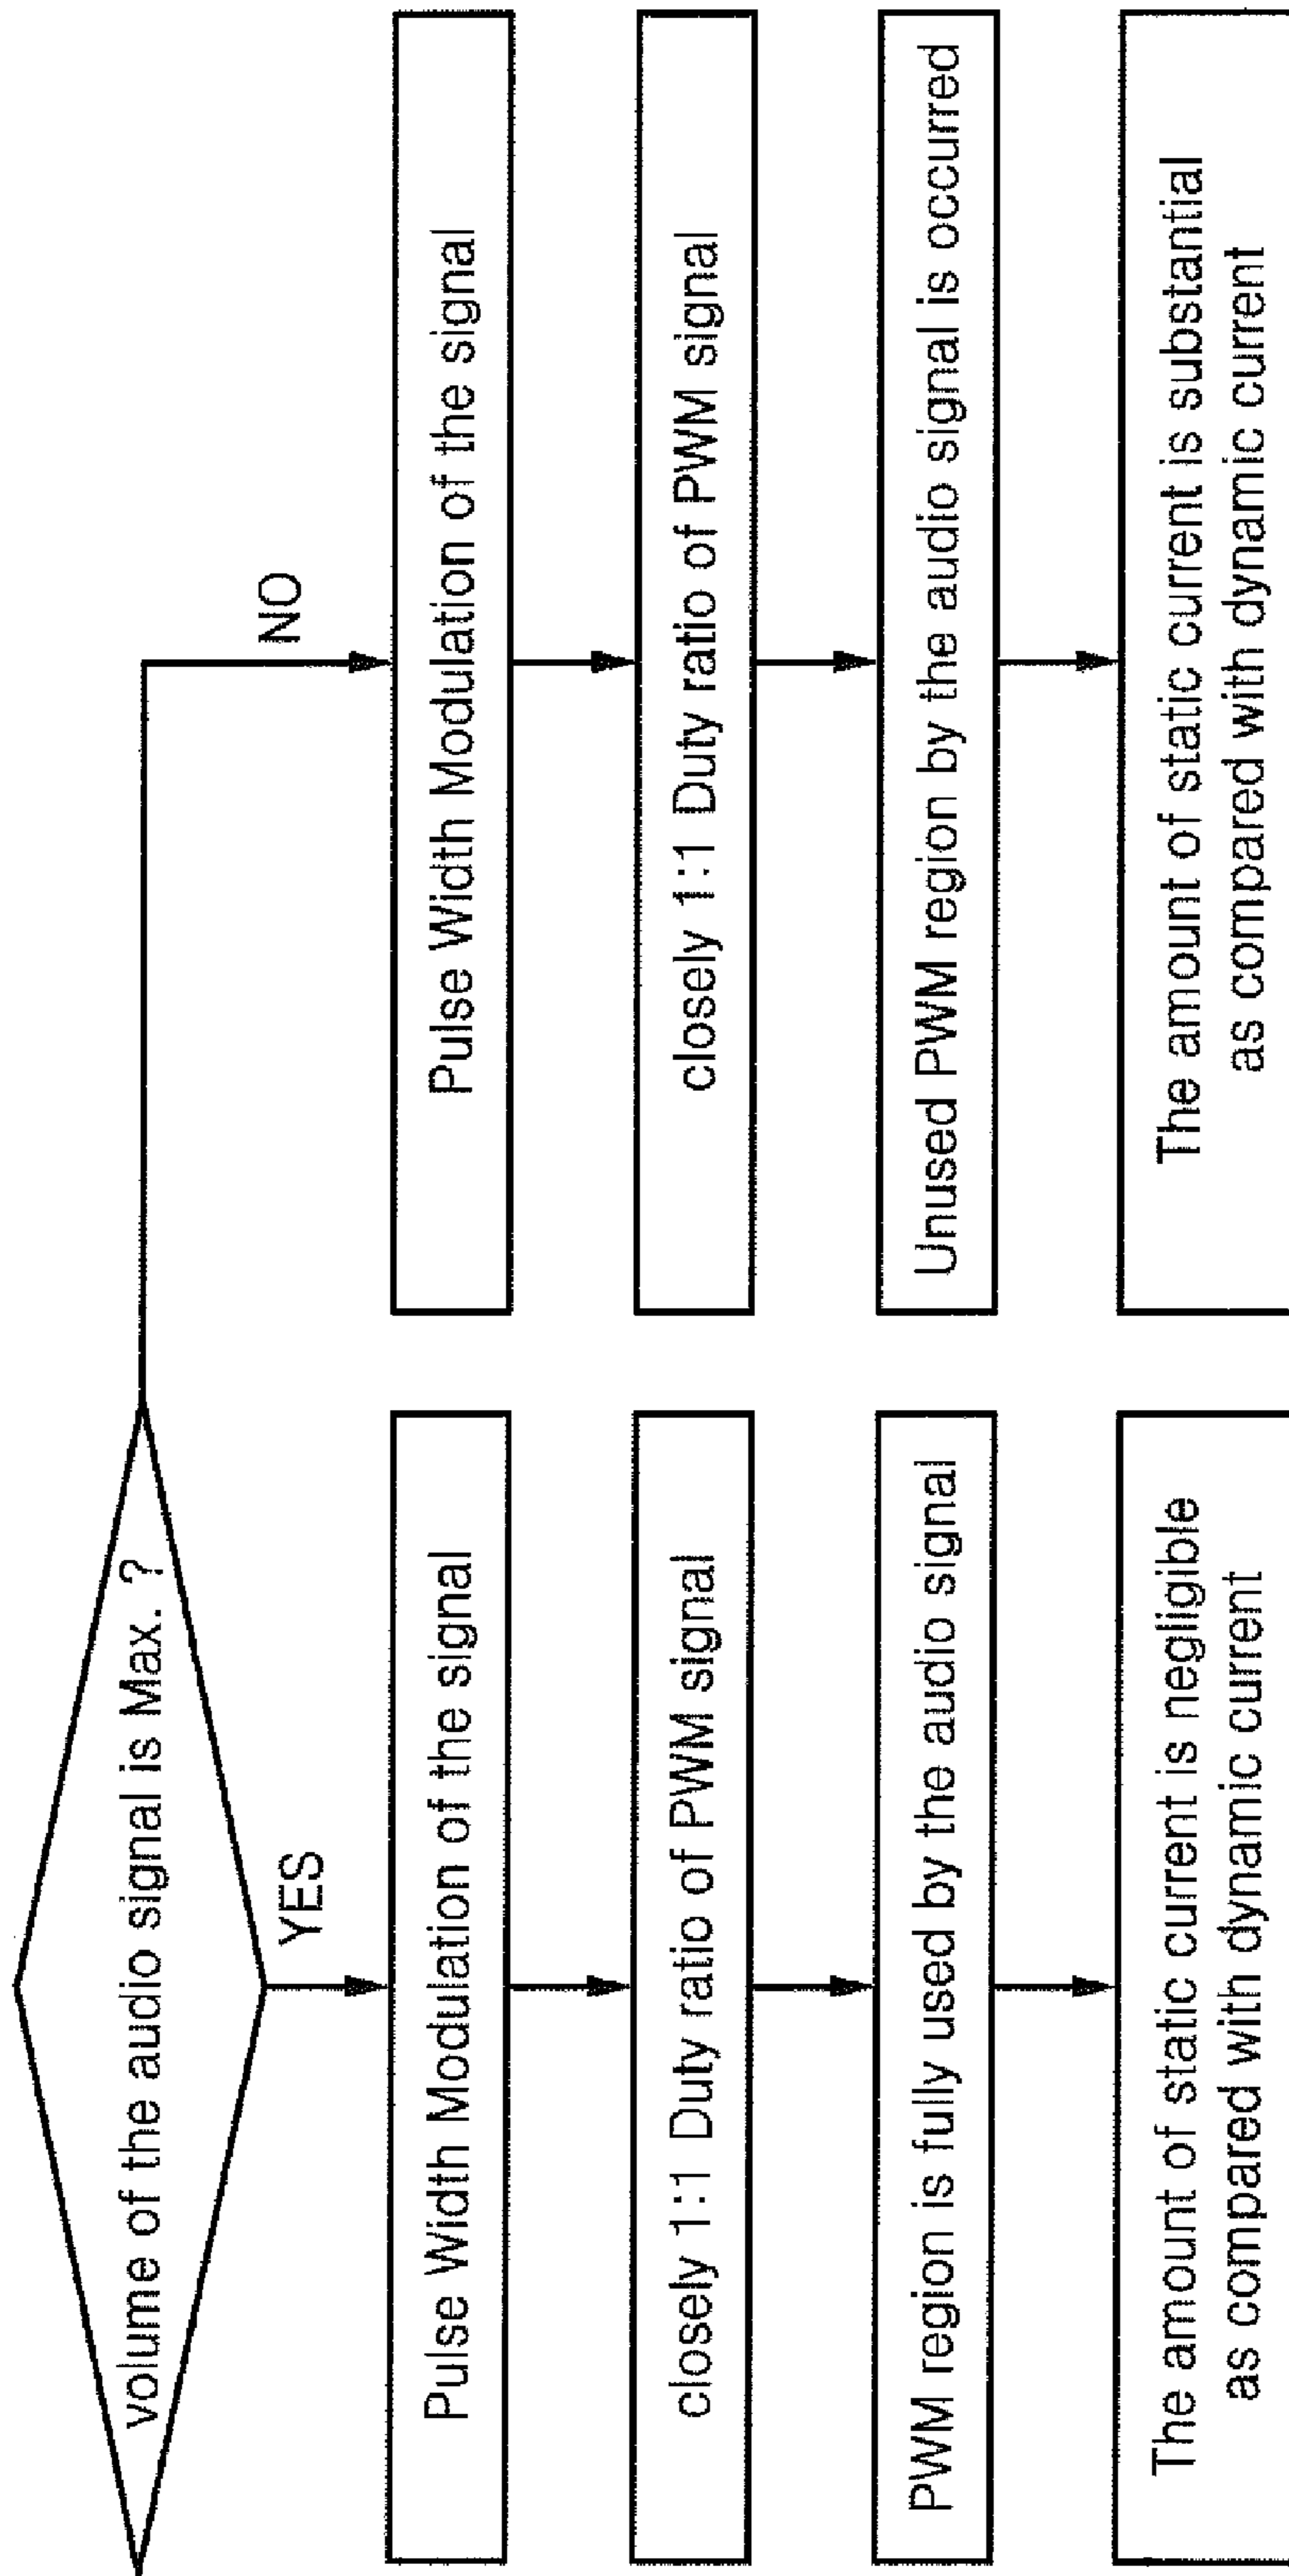 volume of the audio signal is Max. ?
YES
NO
Pulse Width Modulation of the signal
closely 1:1 Duty ratio of PWM signal
PWM region is fully used by the audio signal
The amount of static current is negligible
as compared with dynamic current
Pulse Width Modulation of the signal
closely 1:1 Duty ratio of PWM signal
Unused PWM region by the audio signal is occurred
The amount of static current is substantial
as compared with dynamic current